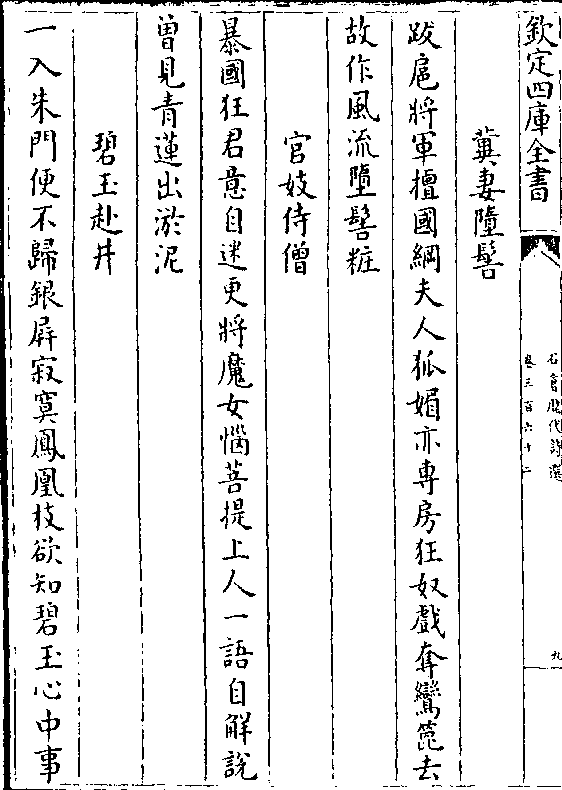 欽定四庫全書
石倉歷代詩選
卷三百六十二
九
冀妻墮髻
跋扈將軍擅國綱夫人狐媚亦專房狂奴戲奪鸞篦去
故作風流墮髻粧
官妓侍僧
暴國狂君意自迷更將魔女惱菩提上人一語自解說
曽見青蓮出淤泥
碧玉赴井
一入朱門便不歸銀屏寂寞鳳凰枝欲知碧玉心中事